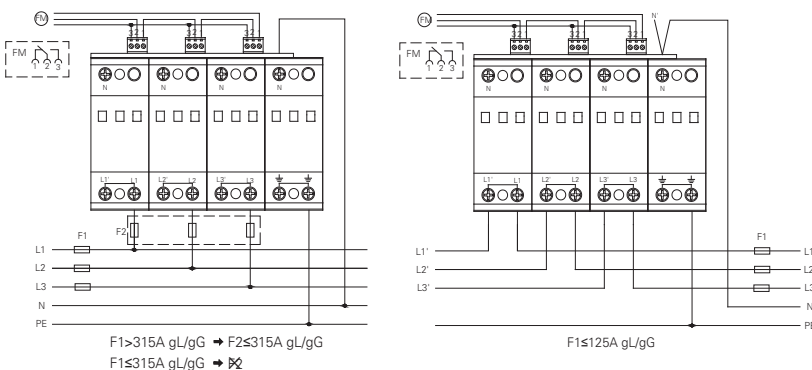 FM
3 2 1 3 2 1 3 2 1
FM
1 2 3
N N N N
L1' L1 L2' L2 L3' L3
F1
F2
L1
L2
L3
N
PE
F1>315A gL/gG ➡ F2≤315A gL/gG
F1≤315A gL/gG ➡ F2
FM
3 2 1 3 2 1 3 2 1
N'
FM
1 2 3
N N N N
L1' L1 L2' L2 L3' L3
F1
L1' L1
L2' L2
L3' L3
N
PE
F1≤125A gL/gG